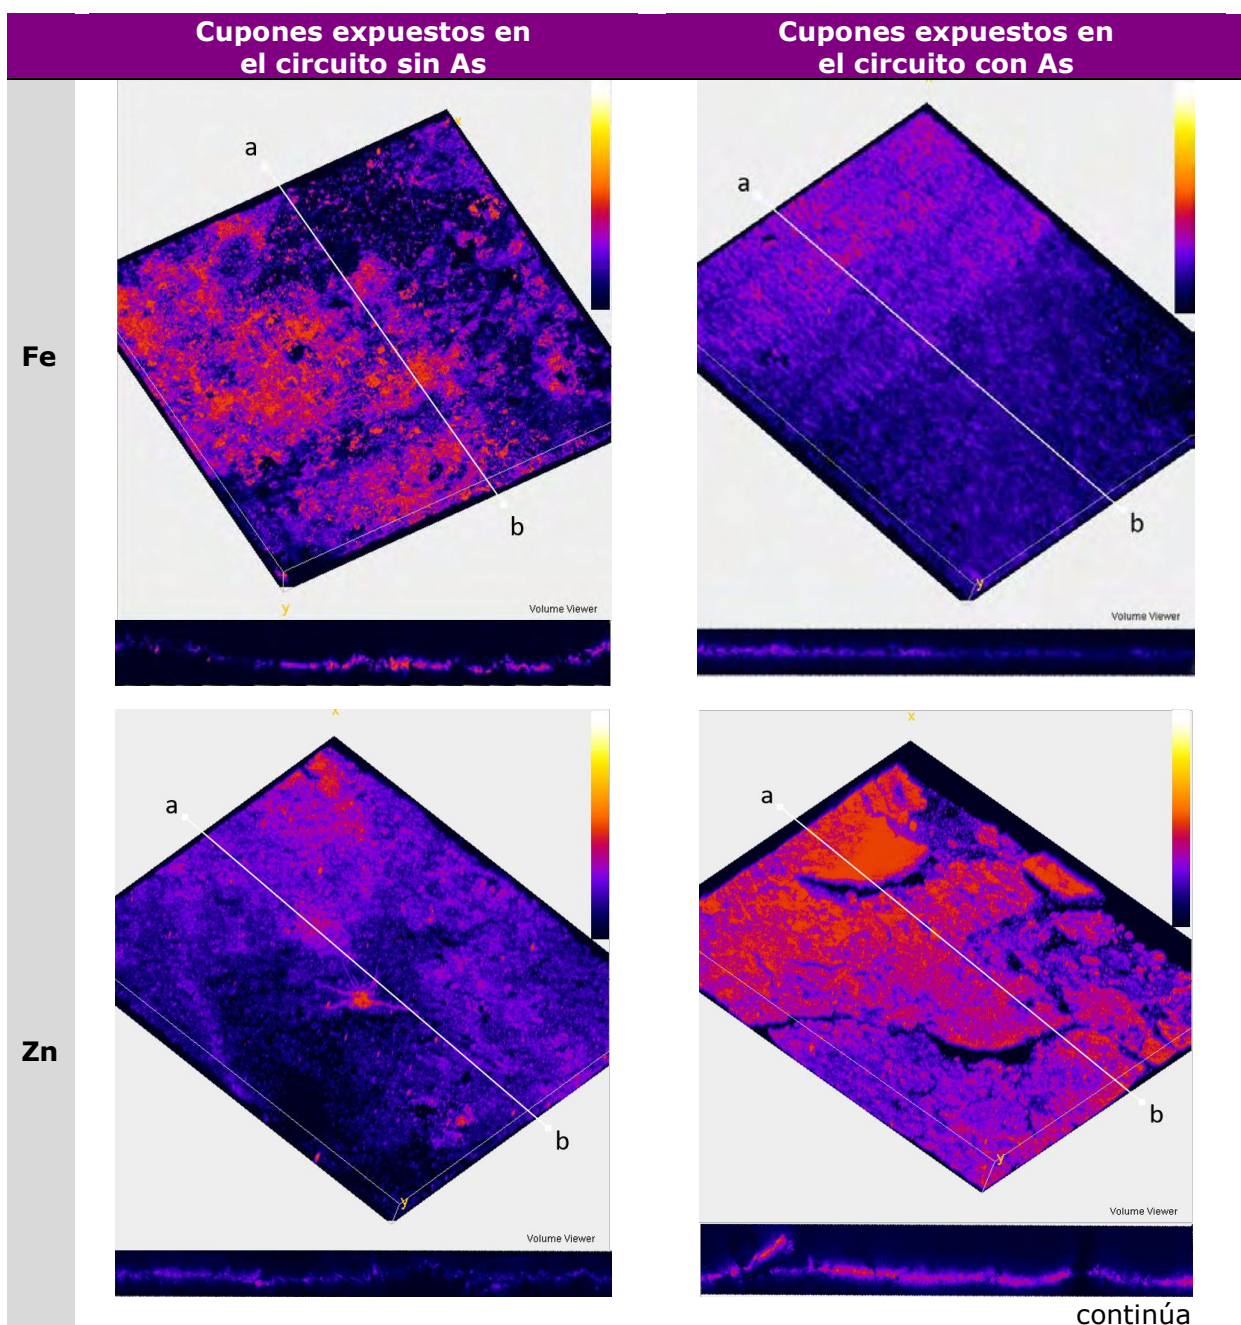 Cupones expuestos en
el circuito sin As
Cupones expuestos en
el circuito con As
Fe
a
x
b
y
Volume Viewer
a
b
y
Volume Viewer
Zn
x
a
b
y
Volume Viewer
x
a
b
y
Volume Viewer
continúa